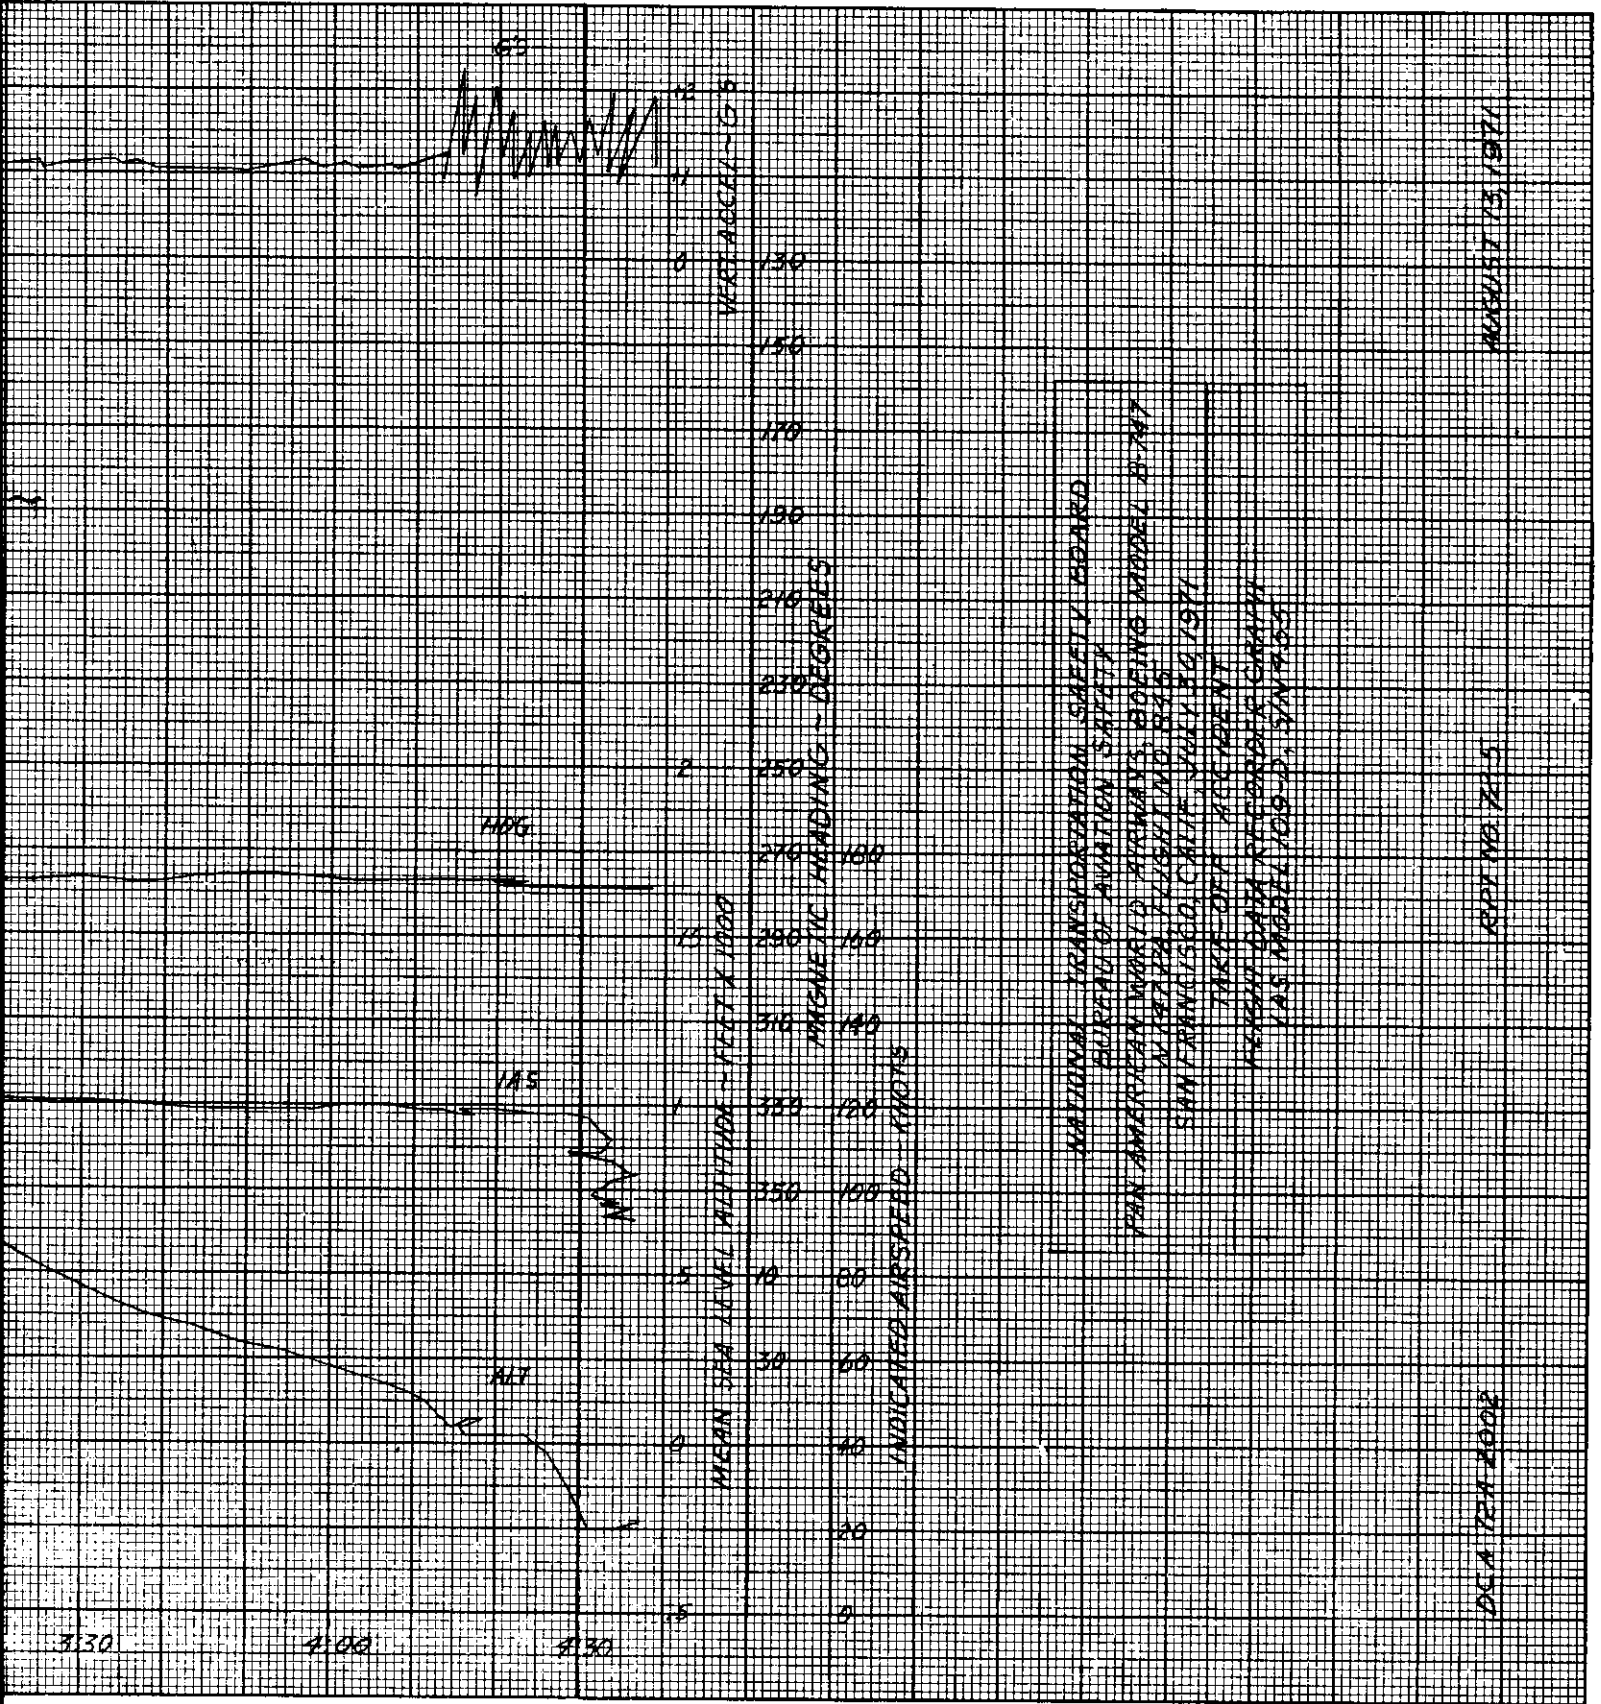 G'S
+2
+1
0
VERT. ACCEL ~ G'S
130
150
170
190
210
230
250
270
290
310
330
350
10
30
MAGNETIC HEADING ~ DEGREES
HDG
2
1.5
1
.5
0
-.5
MEAN SEA LEVEL ALTITUDE ~ FEET X 1000
180
160
140
120
100
80
60
40
20
0
INDICATED AIRSPEED ~ KNOTS
IAS
ALT
3:30
4:00
4:30
NATIONAL TRANSPORTATION SAFETY BOARD
BUREAU OF AVIATION SAFETY
PAN AMERICAN WORLD AIRWAYS, BOEING MODEL B-747
N747PA, FLIGHT NO. 845
SAN FRANCISCO, CALIF., JULY 30, 1971
TAKE-OFF ACCIDENT
FLIGHT DATA RECORDER GRAPH
LAS MODEL 109-D, S/N
DCA 72A 2002
RPT NO. 72-5
AUGUST 13, 1971